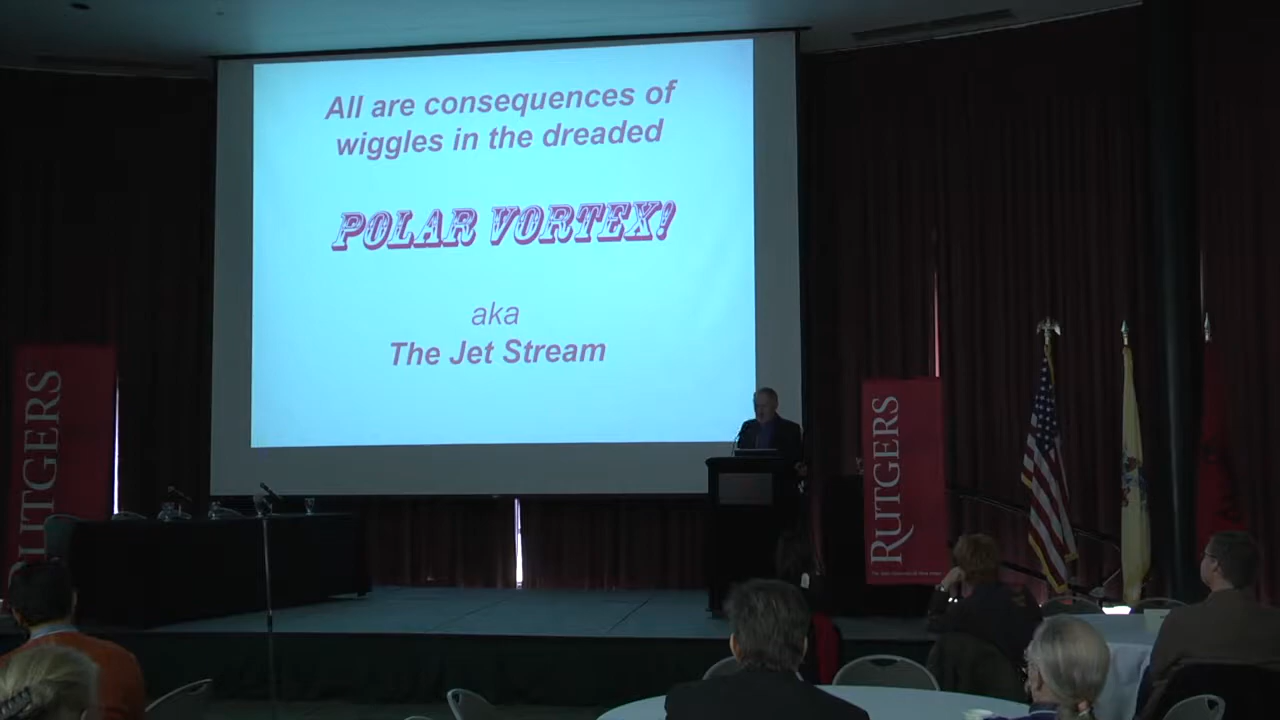 All are consequences of
wiggles in the dreaded
POLAR VORTEX!
aka
The Jet Stream
RUTGERS
RUTGERS